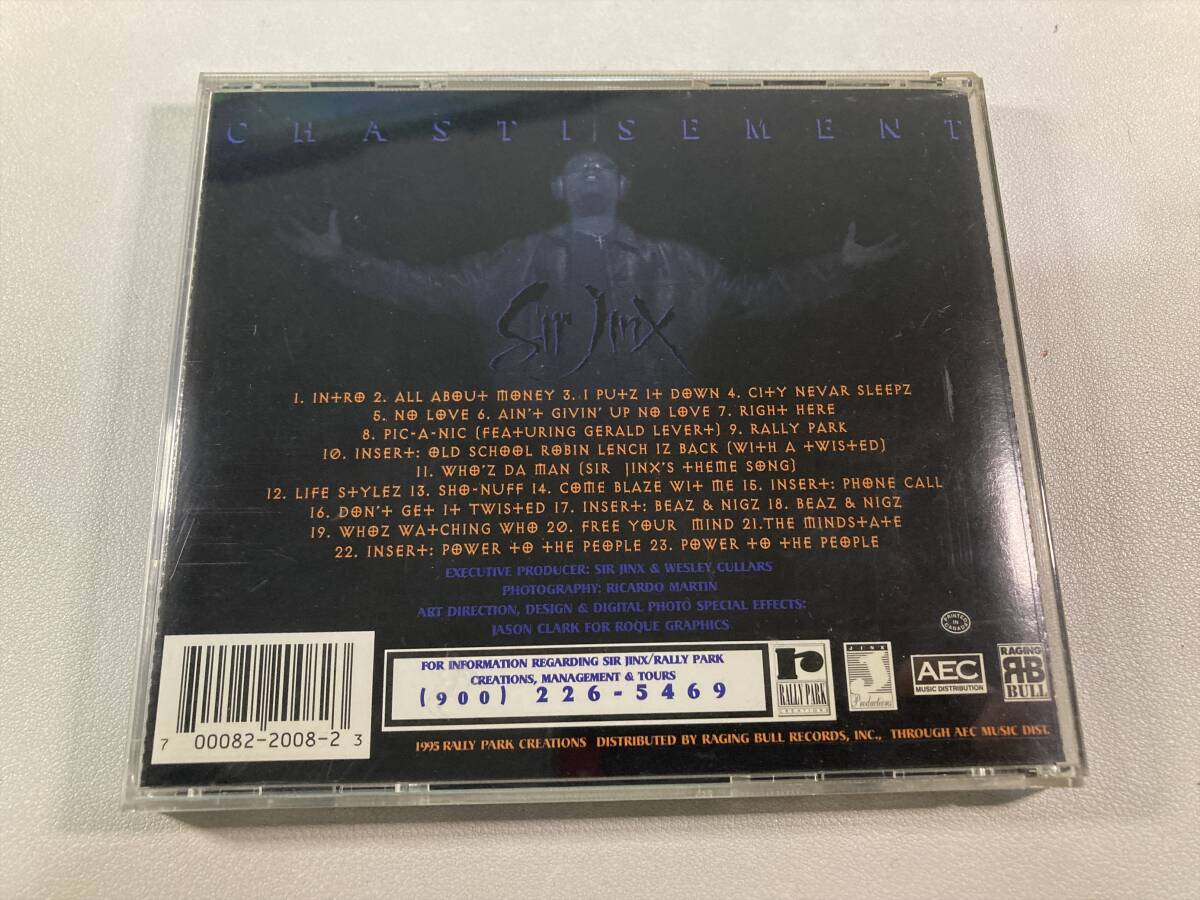 CHASTISEMENT
Sir Jinx
1. INTRO 2. ALL ABOUT MONEY 3. I PUTZ IT DOWN 4. CITY NEVAR SLEEPZ
5. NO LOVE 6. AIN'T GIVIN' UP NO LOVE 7. RIGHT HERE
8. PIC-A-NIC (FEATURING GERALD LEVERT) 9. RALLY PARK
10. INSERT: OLD SCHOOL ROBIN LENCH IZ BACK (WITH A TWISTED)
11. WHO'Z DA MAN (SIR JINX'S THEME SONG)
12. LIFE STYLEZ 13. SHO-NUFF 14. COME BLAZE WIT ME 15. INSERT: PHONE CALL
16. DON'T GET IT TWISTED 17. INSERT: BEAZ & NIGZ 18. BEAZ & NIGZ
19. WHOZ WATCHING WHO 20. FREE YOUR MIND 21.THE MINDSTATE
22. INSERT: POWER TO THE PEOPLE 23. POWER TO THE PEOPLE
EXECUTIVE PRODUCER: SIR JINX & WESLEY CULLARS
PHOTOGRAPHY: RICARDO MARTIN
ART DIRECTION, DESIGN & DIGITAL PHOTO SPECIAL EFFECTS:
JASON CLARK FOR ROQUE GRAPHICS
PRINTED IN CANADA
FOR INFORMATION REGARDING SIR JINX/RALLY PARK
CREATIONS, MANAGEMENT & TOURS
(900) 226-5469
r
RALLY PARK
CREATIONS
JINX
Productions
AEC
MUSIC DISTRIBUTION
RAGING
RB
BULL
7 00082-2008-2 3
1995 RALLY PARK CREATIONS DISTRIBUTED BY RAGING BULL RECORDS, INC., THROUGH AEC MUSIC DIST.